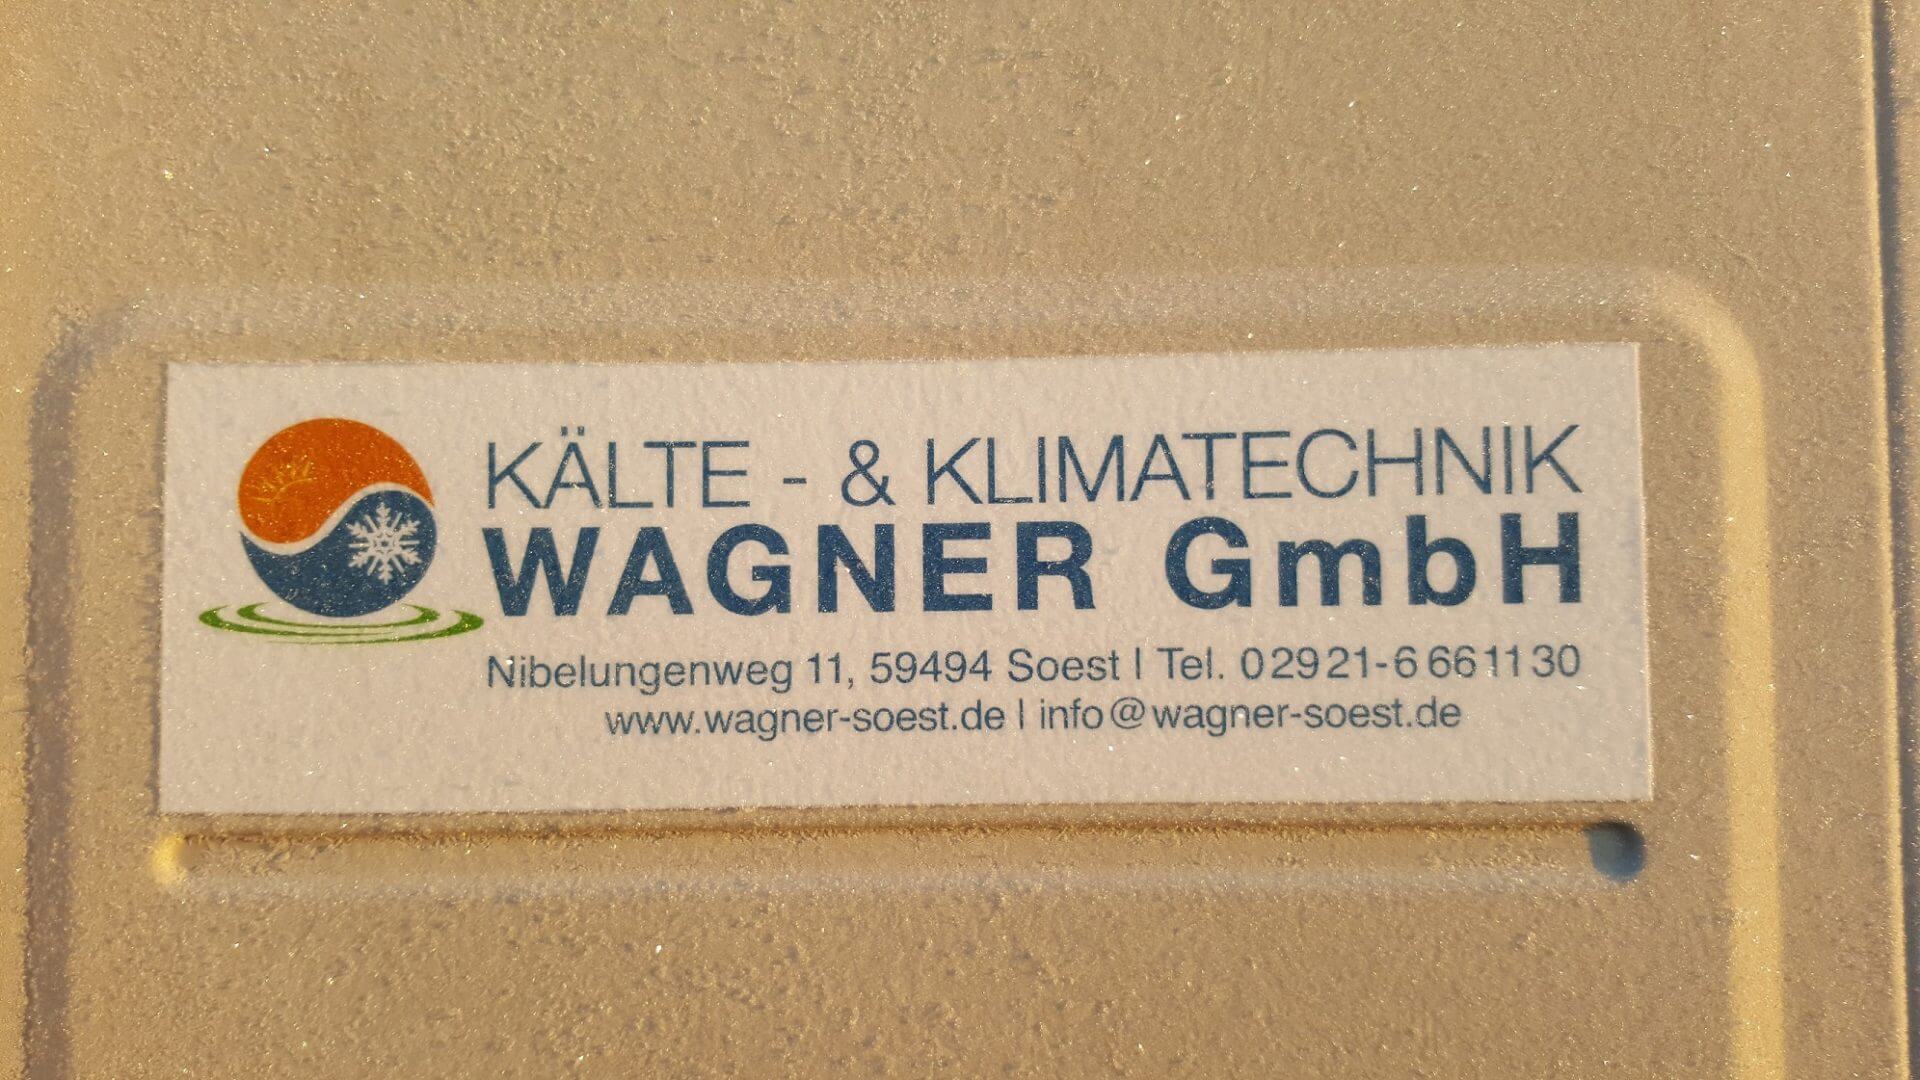 KÄLTE - & KLIMATECHNIK
WAGNER GmbH
Nibelungenweg 11, 59494 Soest | Tel. 02921-6661130
www.wagner-soest.de | info@wagner-soest.de